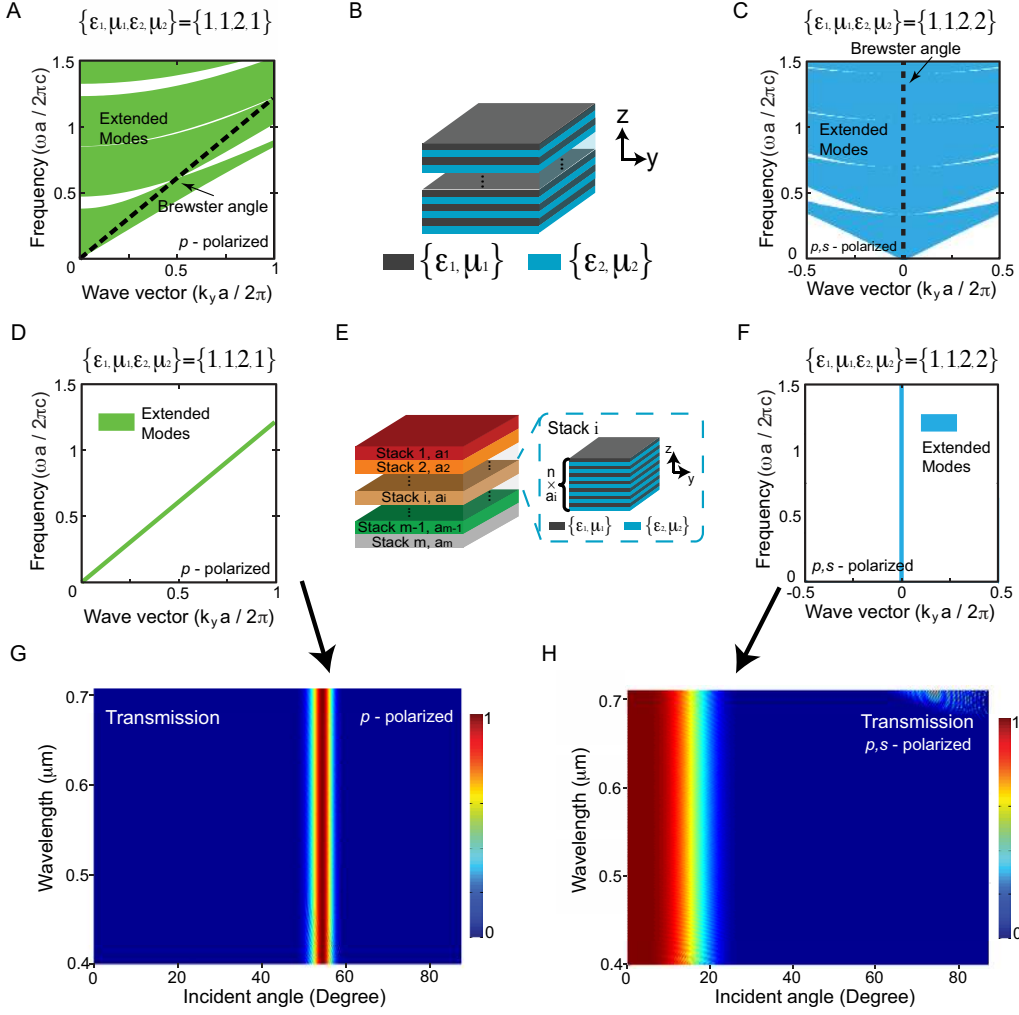 A
{ε1,μ1,ε2,μ2}={1,1,2,1}
1.5
1
0.5
0
0
0.5
1
Frequency (ωa / 2πc)
Extended
Modes
Brewster angle
p - polarized
Wave vector (kya / 2π)
B
z
y
{ε1,μ1} {ε2,μ2}
C
{ε1,μ1,ε2,μ2}={1,1,2,2}
Brewster angle
1.5
1
0.5
0
-0.5
0
0.5
Frequency (ωa / 2πc)
Extended Modes
p,s - polarized
Wave vector (kya / 2π)
D
{ε1,μ1,ε2,μ2}={1,1,2,1}
1.5
1
0.5
0
0
0.5
1
Frequency (ωa / 2πc)
Extended
Modes
p - polarized
Wave vector (kya / 2π)
E
Stack 1, a1
Stack 2, a2
Stack i, ai
Stack m-1, am-1
Stack m, am
Stack i
n
×
ai
z
y
{ε1,μ1} {ε2,μ2}
F
{ε1,μ1,ε2,μ2}={1,1,2,2}
1.5
1
0.5
0
-0.5
0
0.5
Frequency (ωa / 2πc)
Extended
Modes
p,s - polarized
Wave vector (kya / 2π)
G
0.7
0.6
0.5
0.4
0
20
40
60
80
Wavelength (μm)
Transmission
p - polarized
1
0
Incident angle (Degree)
H
0.7
0.6
0.5
0.4
0
20
40
60
80
Wavelength (μm)
Transmission
p,s - polarized
1
0
Incident angle (Degree)